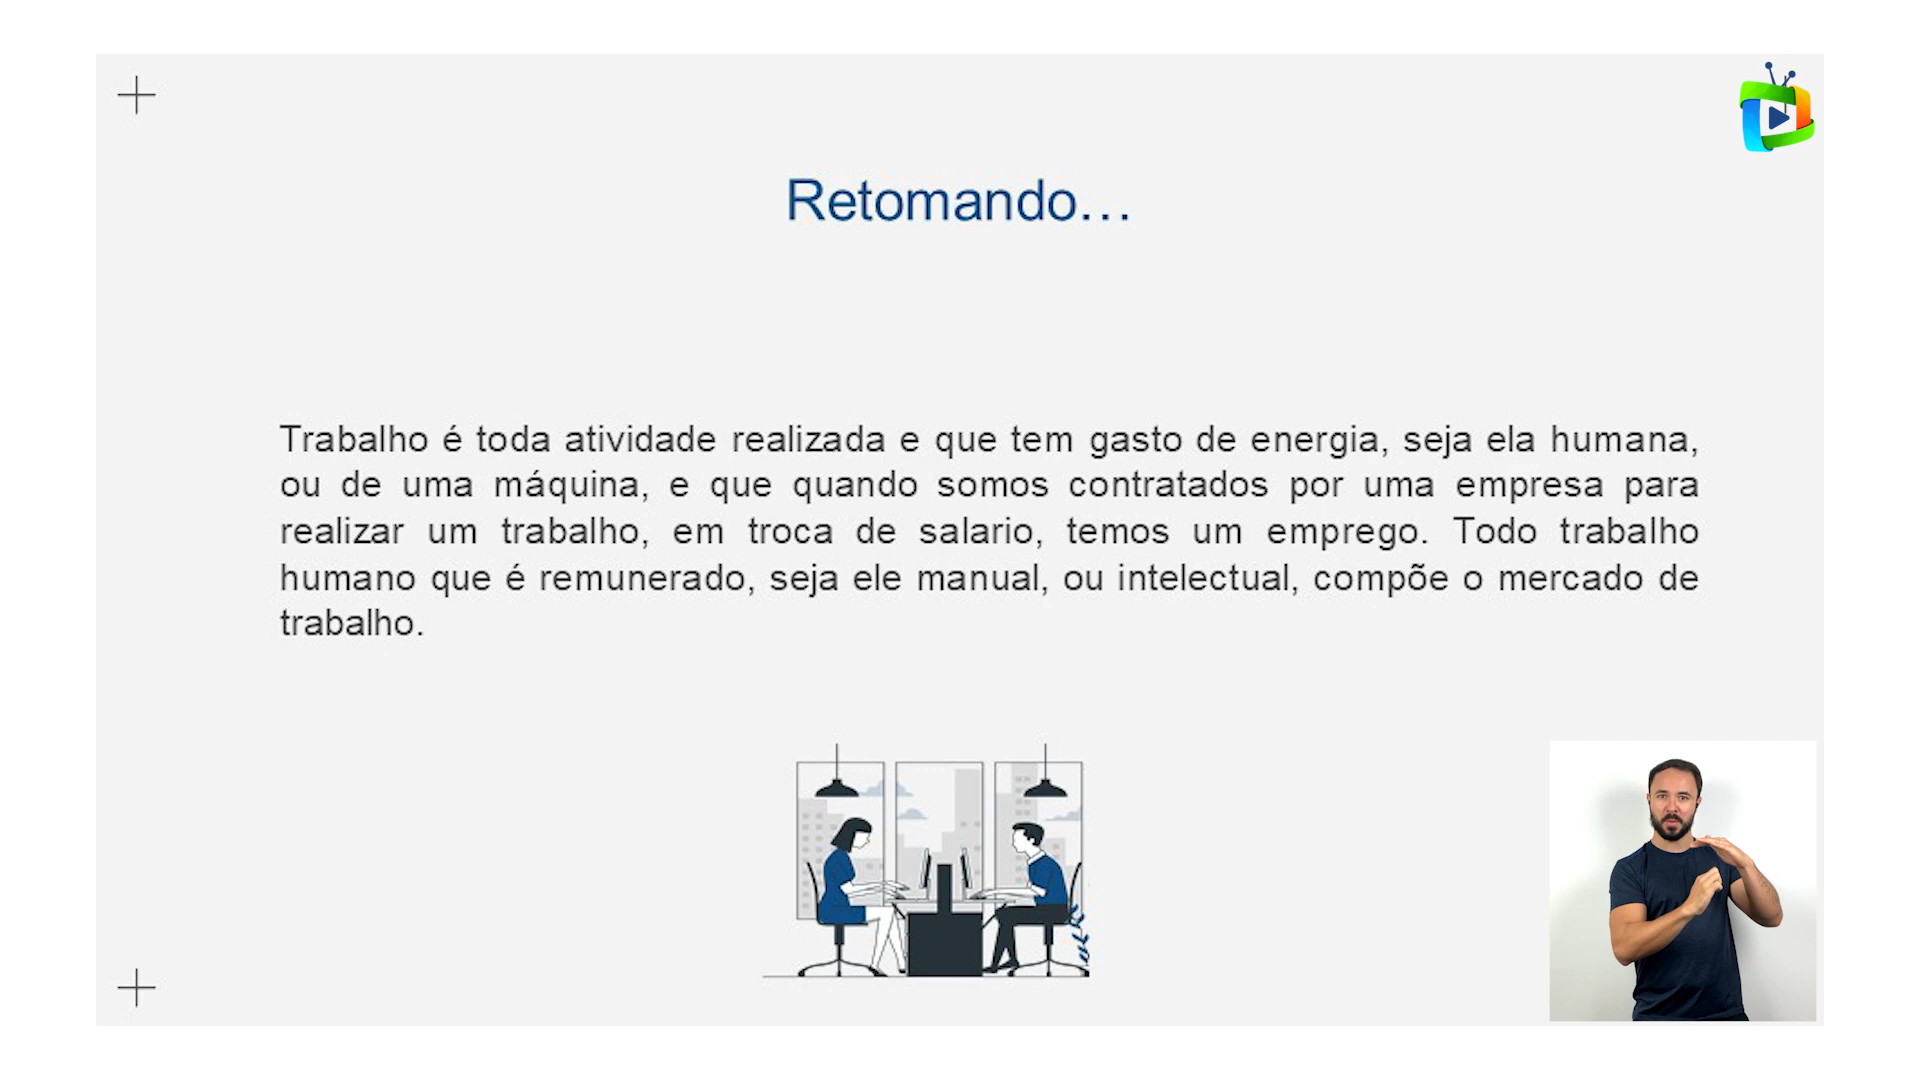 Retomando...
Trabalho é toda atividade realizada e que tem gasto de energia, seja ela humana,
ou de uma máquina, e que quando somos contratados por uma empresa para
realizar um trabalho, em troca de salario, temos um emprego. Todo trabalho
humano que é remunerado, seja ele manual, ou intelectual, compõe o mercado de
trabalho.